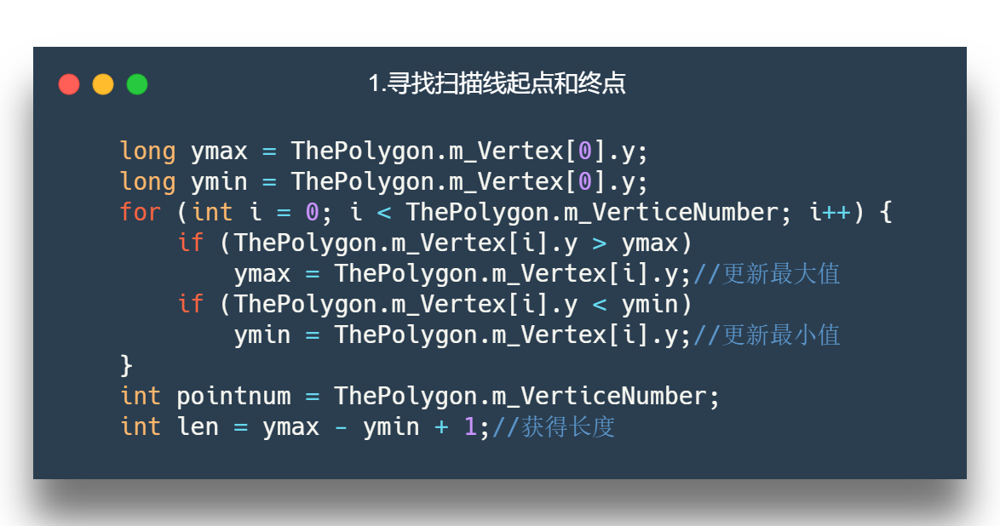 1.寻找扫描线起点和终点
long ymax = ThePolygon.m_Vertex[0].y;
long ymin = ThePolygon.m_Vertex[0].y;
for (int i = 0; i < ThePolygon.m_VerticeNumber; i++) {
    if (ThePolygon.m_Vertex[i].y > ymax)
        ymax = ThePolygon.m_Vertex[i].y;//更新最大值
    if (ThePolygon.m_Vertex[i].y < ymin)
        ymin = ThePolygon.m_Vertex[i].y;//更新最小值
}
int pointnum = ThePolygon.m_VerticeNumber;
int len = ymax - ymin + 1;//获得长度